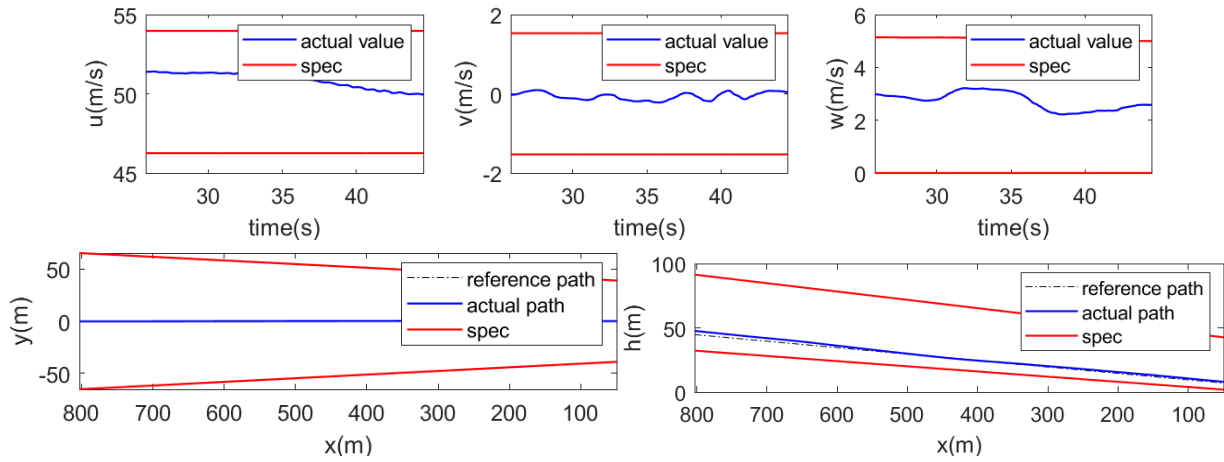 55
50
45
u(m/s)
actual value
spec
30
35
40
time(s)
2
0
-2
v(m/s)
actual value
spec
30
35
40
time(s)
6
4
2
0
w(m/s)
actual value
spec
30
35
40
time(s)
50
0
-50
y(m)
reference path
actual path
spec
800 700 600 500 400 300 200 100
x(m)
100
50
0
h(m)
reference path
actual path
spec
800 700 600 500 400 300 200 100
x(m)